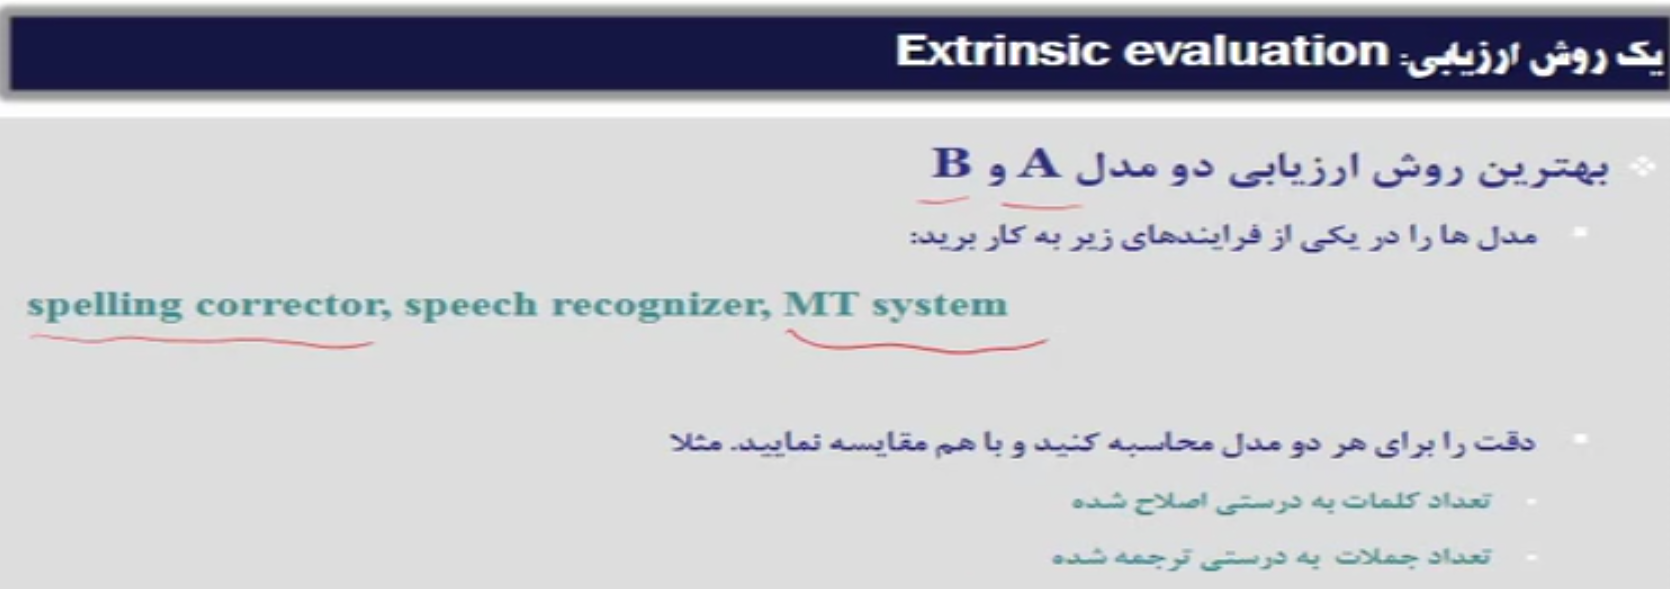 یک روش ارزیابی: Extrinsic evaluation
بهترین روش ارزیابی دو مدل A و B
مدل ها را در یکی از فرایندهای زیر به کار برید:
spelling corrector, speech recognizer, MT system
دقت را برای هر دو مدل محاسبه کنید و با هم مقایسه نمایید. مثلا
تعداد کلمات به درستی اصلاح شده
تعداد جملات به درستی ترجمه شده